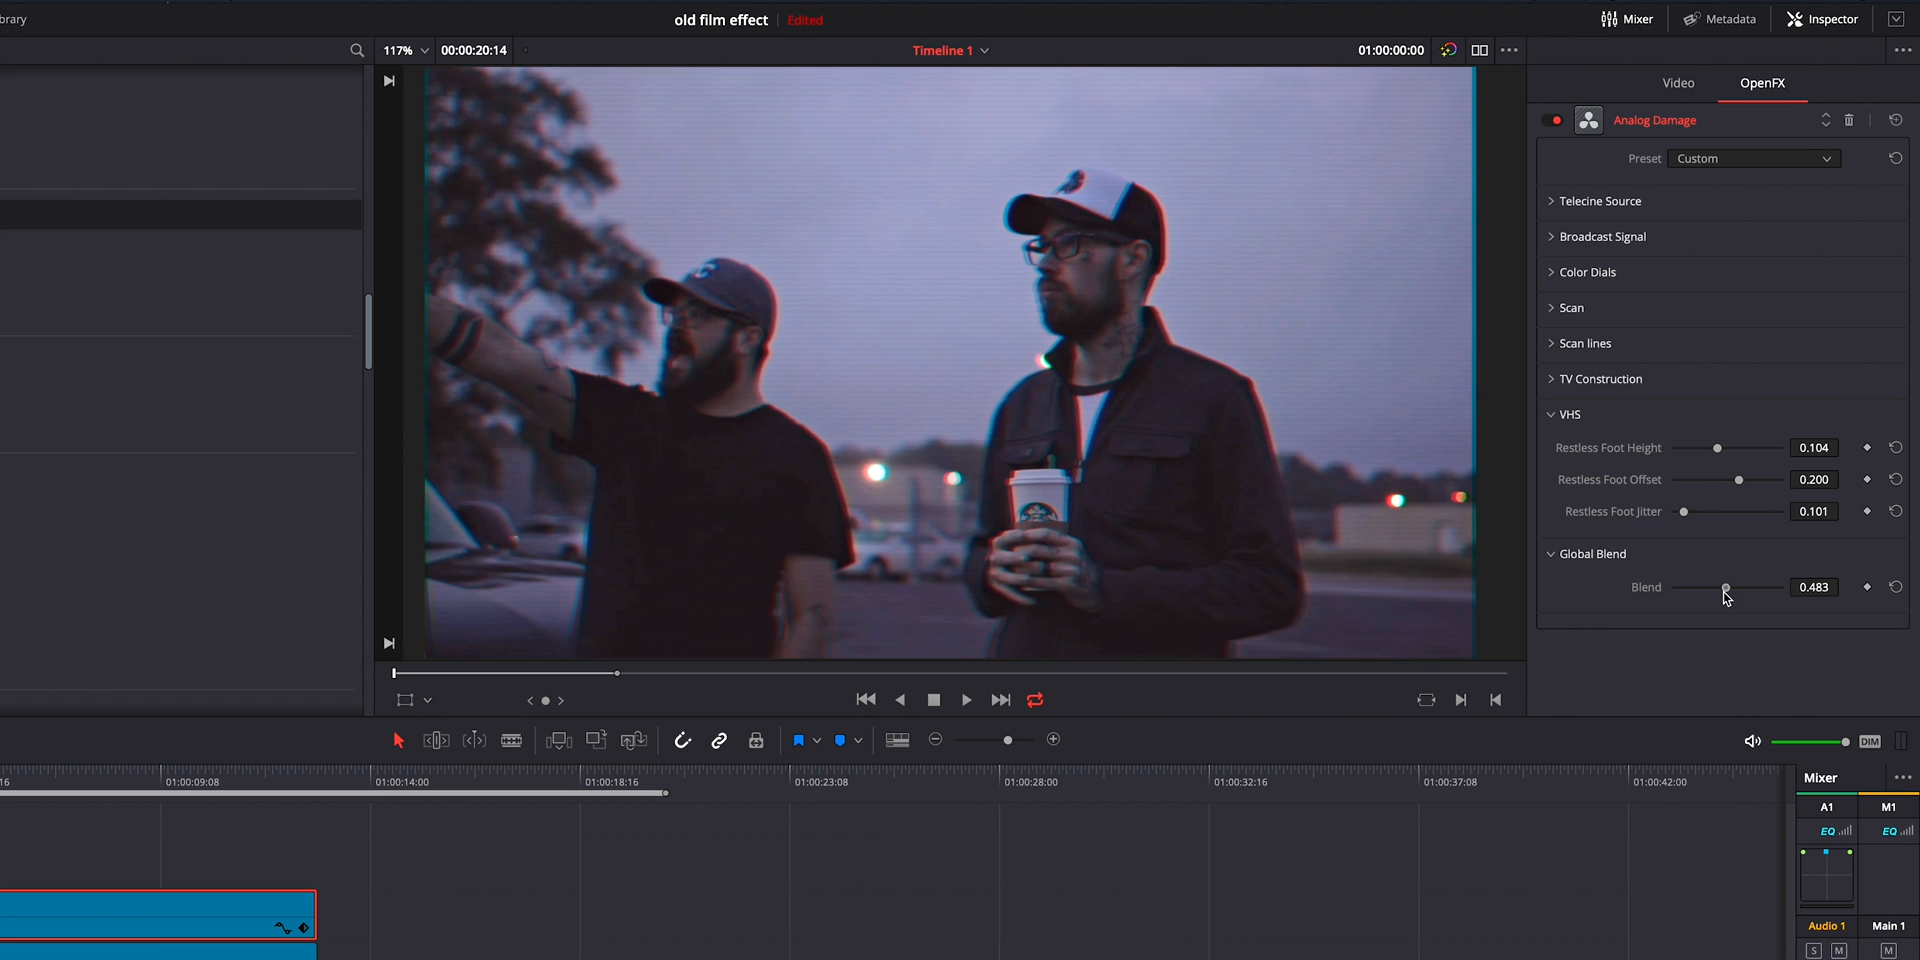 brary
old film effect
Edited
Mixer
Metadata
Inspector
117%
00:00:20:14
Timeline 1
01:00:00:00
Video
OpenFX
Analog Damage
Preset
Custom
Telecine Source
Broadcast Signal
Color Dials
Scan
Scan lines
TV Construction
VHS
Restless Foot Height
0.104
Restless Foot Offset
0.200
Restless Foot Jitter
0.101
Global Blend
Blend
0.483
DIM
16
01:00:09:08
01:00:14:00
01:00:18:16
01:00:23:08
01:00:28:00
01:00:32:16
01:00:37:08
01:00:42:00
Mixer
A1
M1
EQ
EQ
Audio 1
Main 1
S
M
M